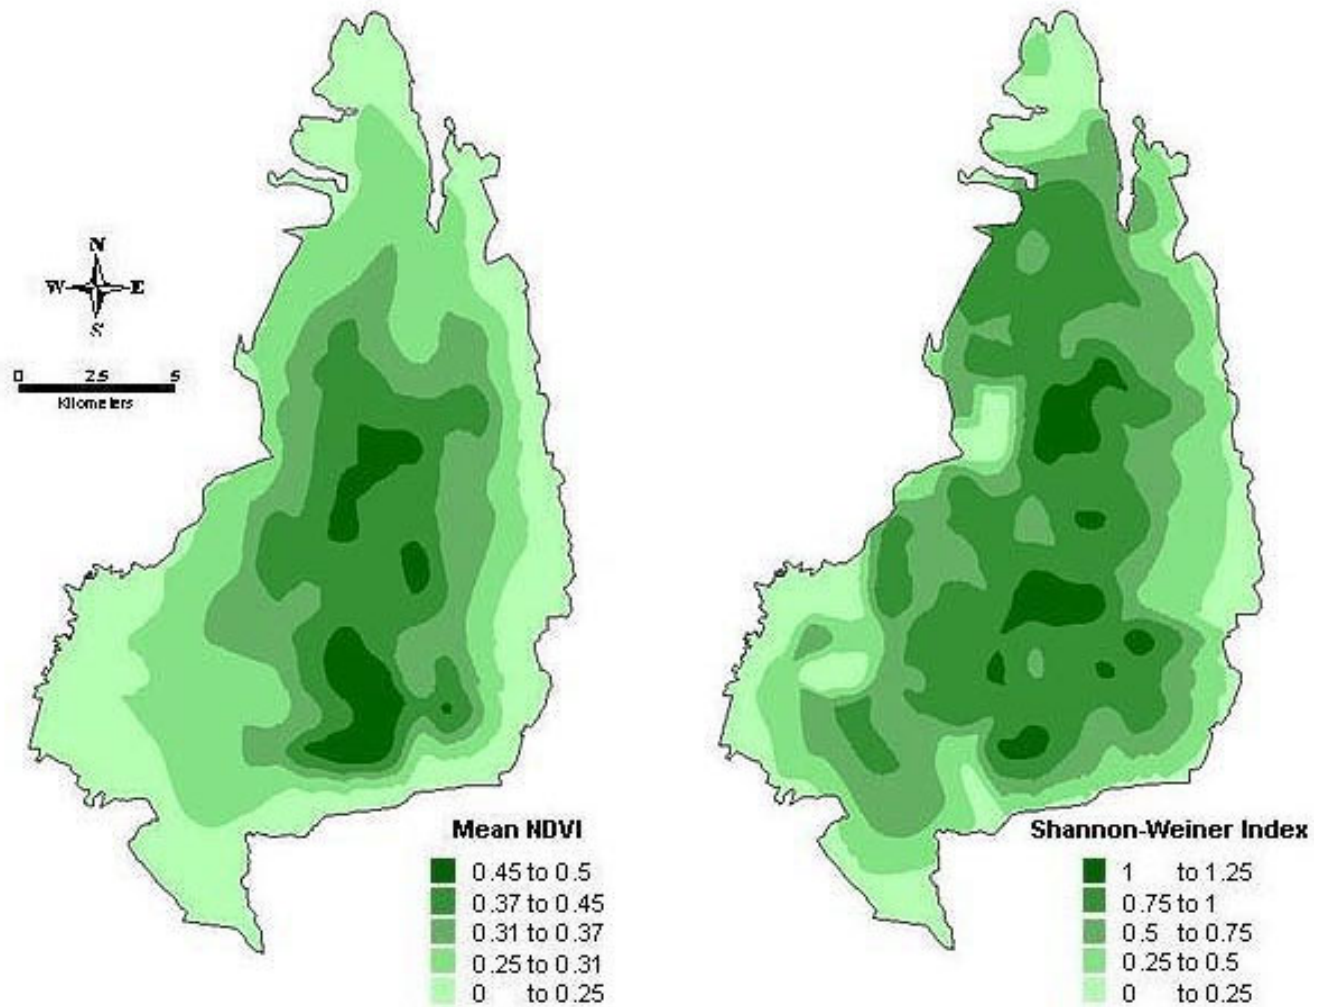 N
W E
S
0 2.5 5
Kilometers
Mean NDVI
0.45 to 0.5
0.37 to 0.45
0.31 to 0.37
0.25 to 0.31
0 to 0.25
Shannon-Weiner Index
1 to 1.25
0.75 to 1
0.5 to 0.75
0.25 to 0.5
0 to 0.25